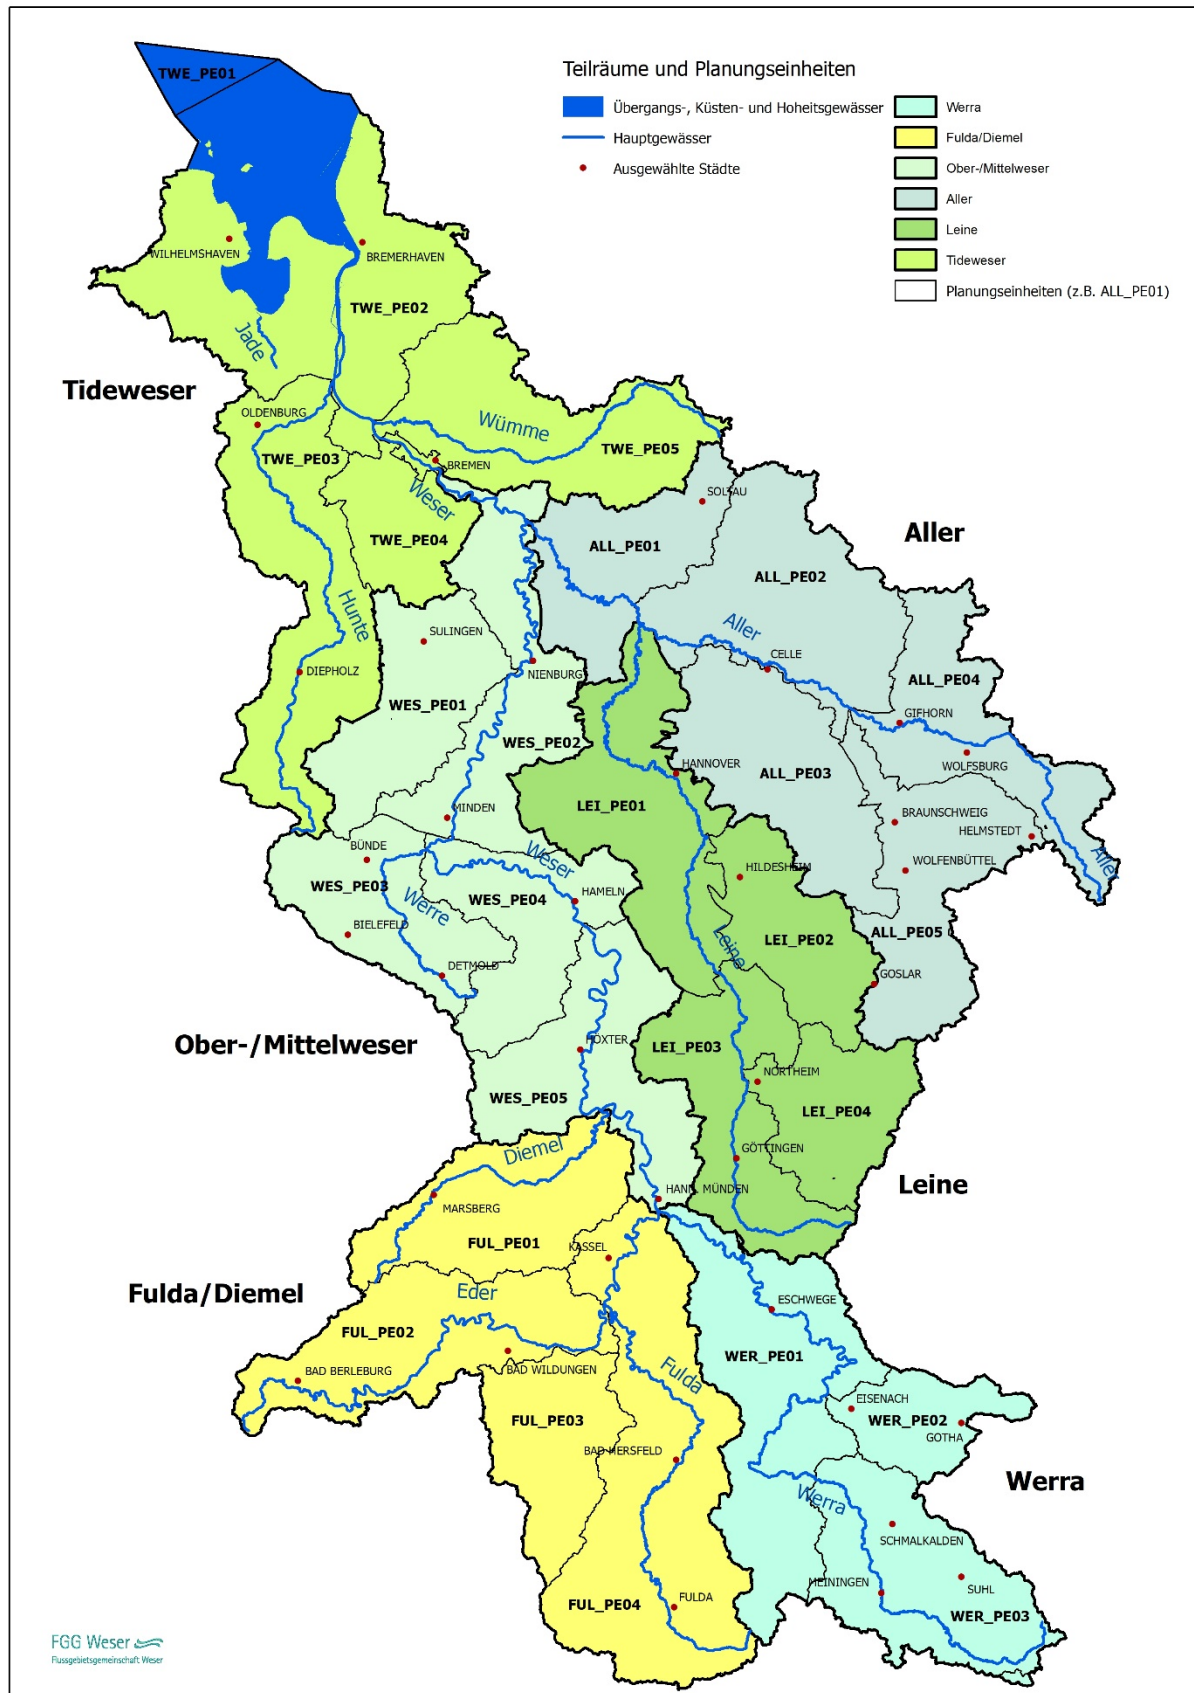 TWE_PE01
Teilräume und Planungseinheiten
Übergangs-, Küsten- und Hoheitsgewässer
Hauptgewässer
Ausgewählte Städte
Werra
Fulda/Diemel
Ober-/Mittelweser
Aller
Leine
Tideweser
Planungseinheiten (z.B. ALL_PE01)
WILHELMSHAVEN
BREMERHAVEN
TWE_PE02
Jade
Tideweser
OLDENBURG
Wümme
TWE_PE03
TWE_PE05
BREMEN
Weser
SOLTAU
TWE_PE04
ALL_PE01
Aller
ALL_PE02
Hunte
SULINGEN
Aller
DIEPHOLZ
NIENBURG
CELLE
ALL_PE04
WES_PE01
GIFHORN
WES_PE02
WOLFSBURG
HANNOVER
ALL_PE03
LEI_PE01
MINDEN
BRAUNSCHWEIG
HELMSTEDT
BÜNDE
Weser
HILDESHEIM
WOLFENBÜTTEL
Aller
WES_PE03
WES_PE04
HAMELN
Werre
BIELEFELD
ALL_PE05
LEI_PE02
Leine
DETMOLD
GOSLAR
Ober-/Mittelweser
HÖXTER
LEI_PE03
NORTHEIM
WES_PE05
LEI_PE04
Diemel
GÖTTINGEN
Leine
MARSBERG
HANN. MÜNDEN
FUL_PE01
KASSEL
Fulda/Diemel
Eder
ESCHWEGE
FUL_PE02
WER_PE01
BAD BERLEBURG
BAD WILDUNGEN
Fulda
EISENACH
FUL_PE03
WER_PE02
GOTHA
BAD HERSFELD
Werra
Werra
SCHMALKALDEN
SUHL
MEININGEN
FUL_PE04
FULDA
WER_PE03
FGG Weser
Flussgebietsgemeinschaft Weser